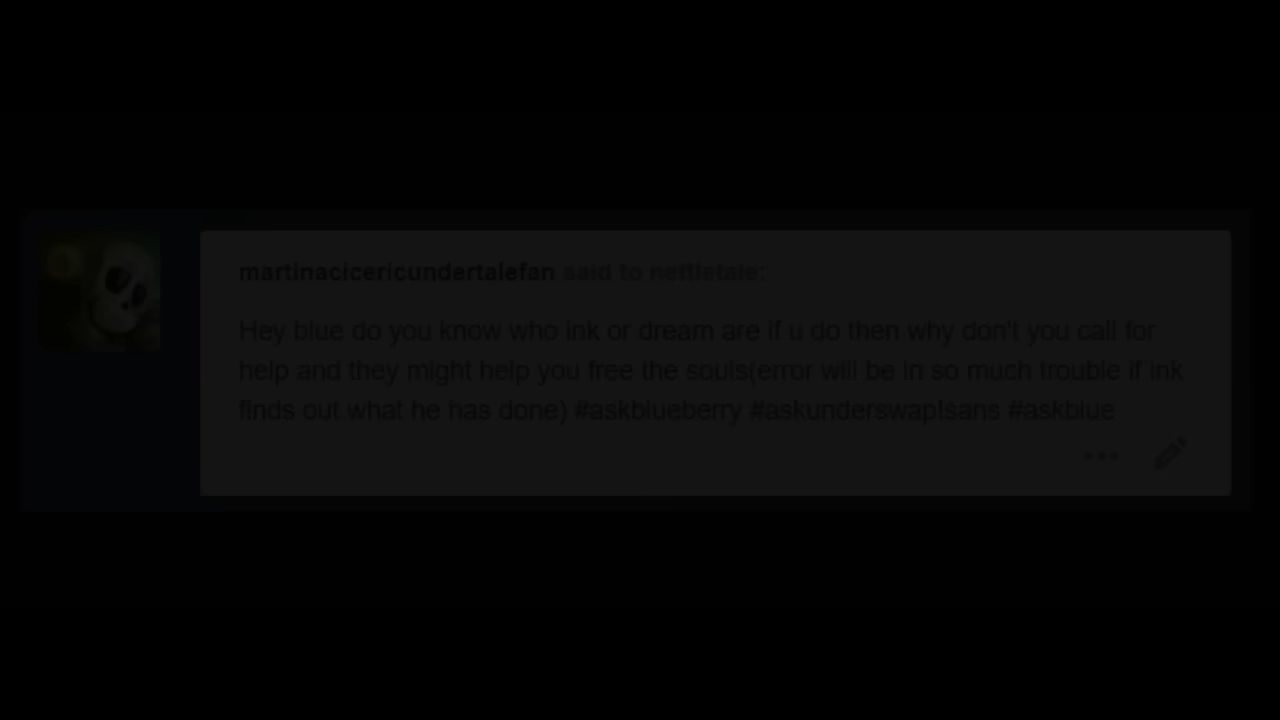 martinacicericundertalefan said to nettletale:
Hey blue do you know who ink or dream are if u do then why don't you call for
help and they might help you free the souls(error will be in so much trouble if ink
finds out what he has done) #askblueberry #askunderswap!sans #askblue